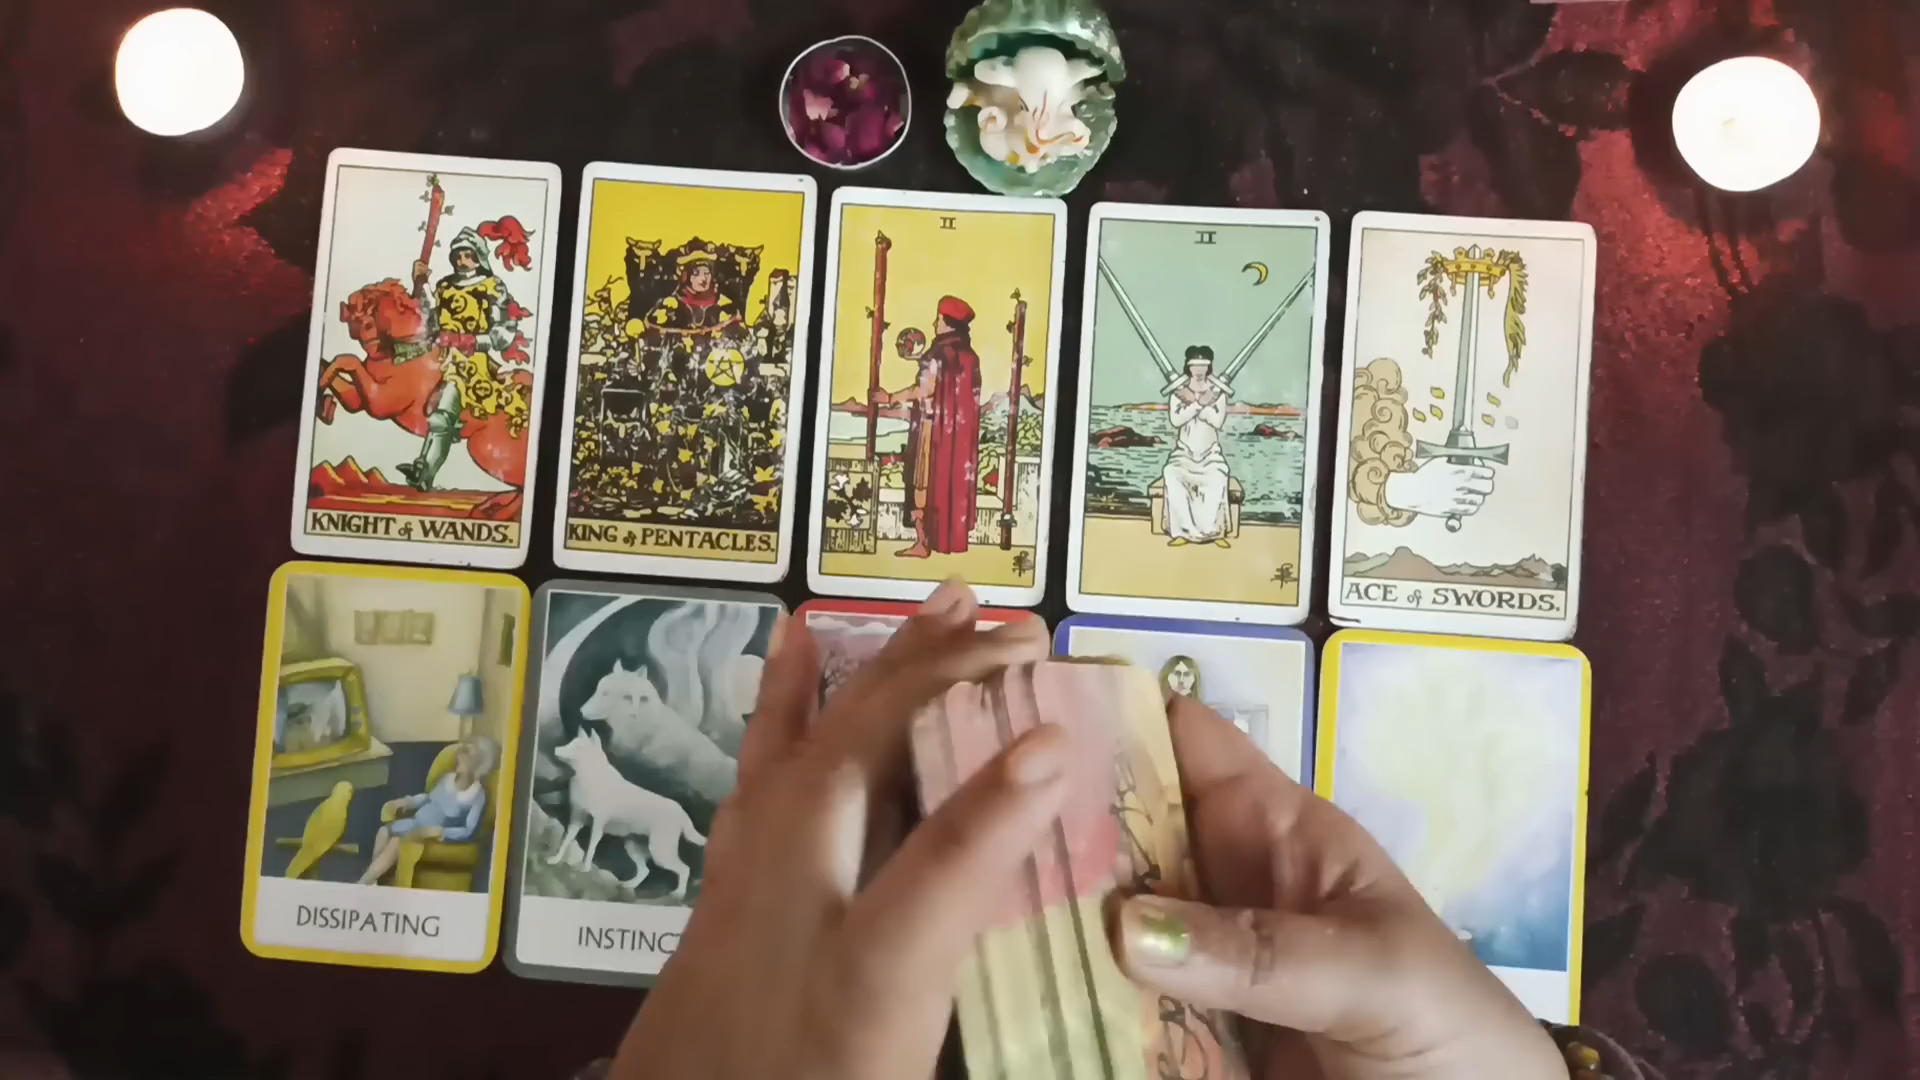 II
II
KNIGHT of WANDS.
KING of PENTACLES.
ACE of SWORDS.
DISSIPATING